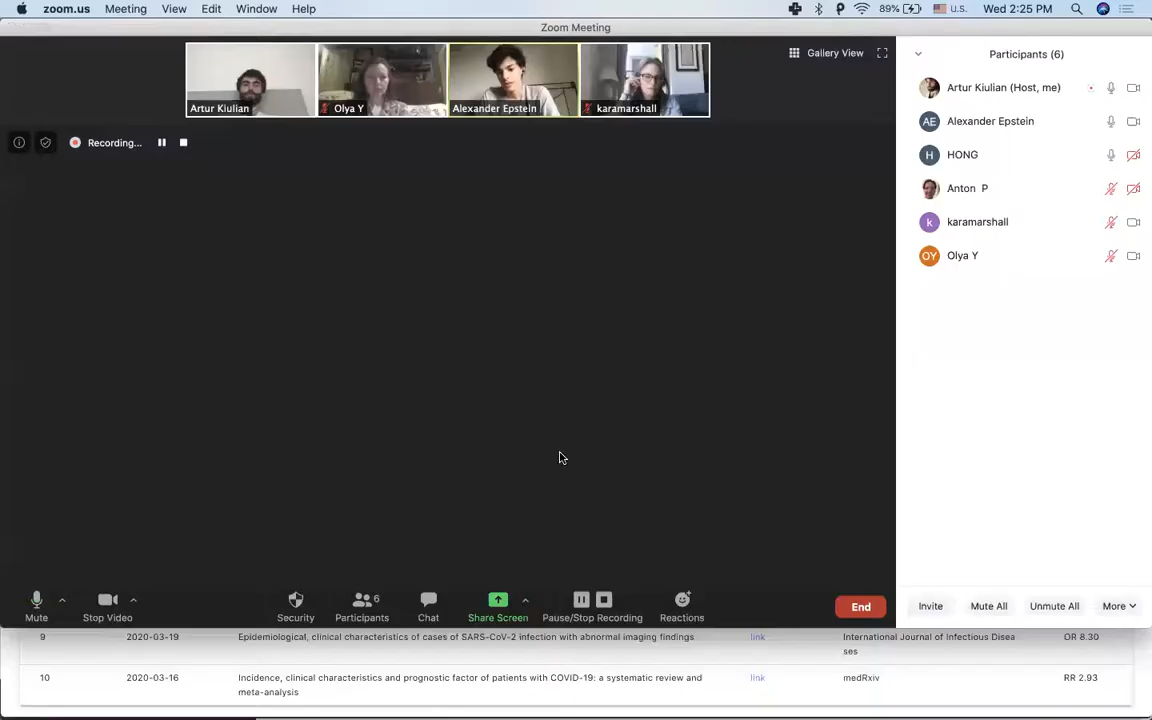 zoom.us Meeting View Edit Window Help 89% U.S. Wed 2:25 PM
Zoom Meeting
Artur Kiulian
Olya Y
Alexander Epstein
karamarshall
Gallery View
Recording...
Participants (6)
Artur Kiulian (Host, me)
AE Alexander Epstein
H HONG
Anton P
k karamarshall
OY Olya Y
Mute
Stop Video
Security
6
Participants
Chat
Share Screen
Pause/Stop Recording
Reactions
End
Invite
Mute All
Unmute All
More
9 2020-03-19 Epidemiological, clinical characteristics of cases of SARS-CoV-2 infection with abnormal imaging findings link International Journal of Infectious Disea OR 8.30
ses
10 2020-03-16 Incidence, clinical characteristics and prognostic factor of patients with COVID-19: a systematic review and link medRxiv RR 2.93
meta-analysis